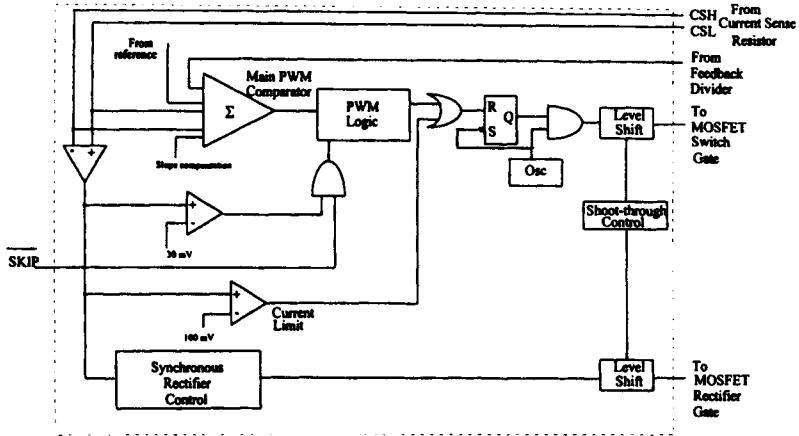 CSH From
CSL Current Sense
Resistor
From
reference
Main PWM
Comparator
From
Feedback
Divider
Σ
PWM
Logic
R
Q
S
Level
Shift
To
MOSFET
Switch
Gate
Slope compensation
- +
Osc
Shoot-through
Control
+
-
30 mV
SKIP
+
-
100 mV
Current
Limit
Synchronous
Rectifier
Control
Level
Shift
To
MOSFET
Rectifier
Gate